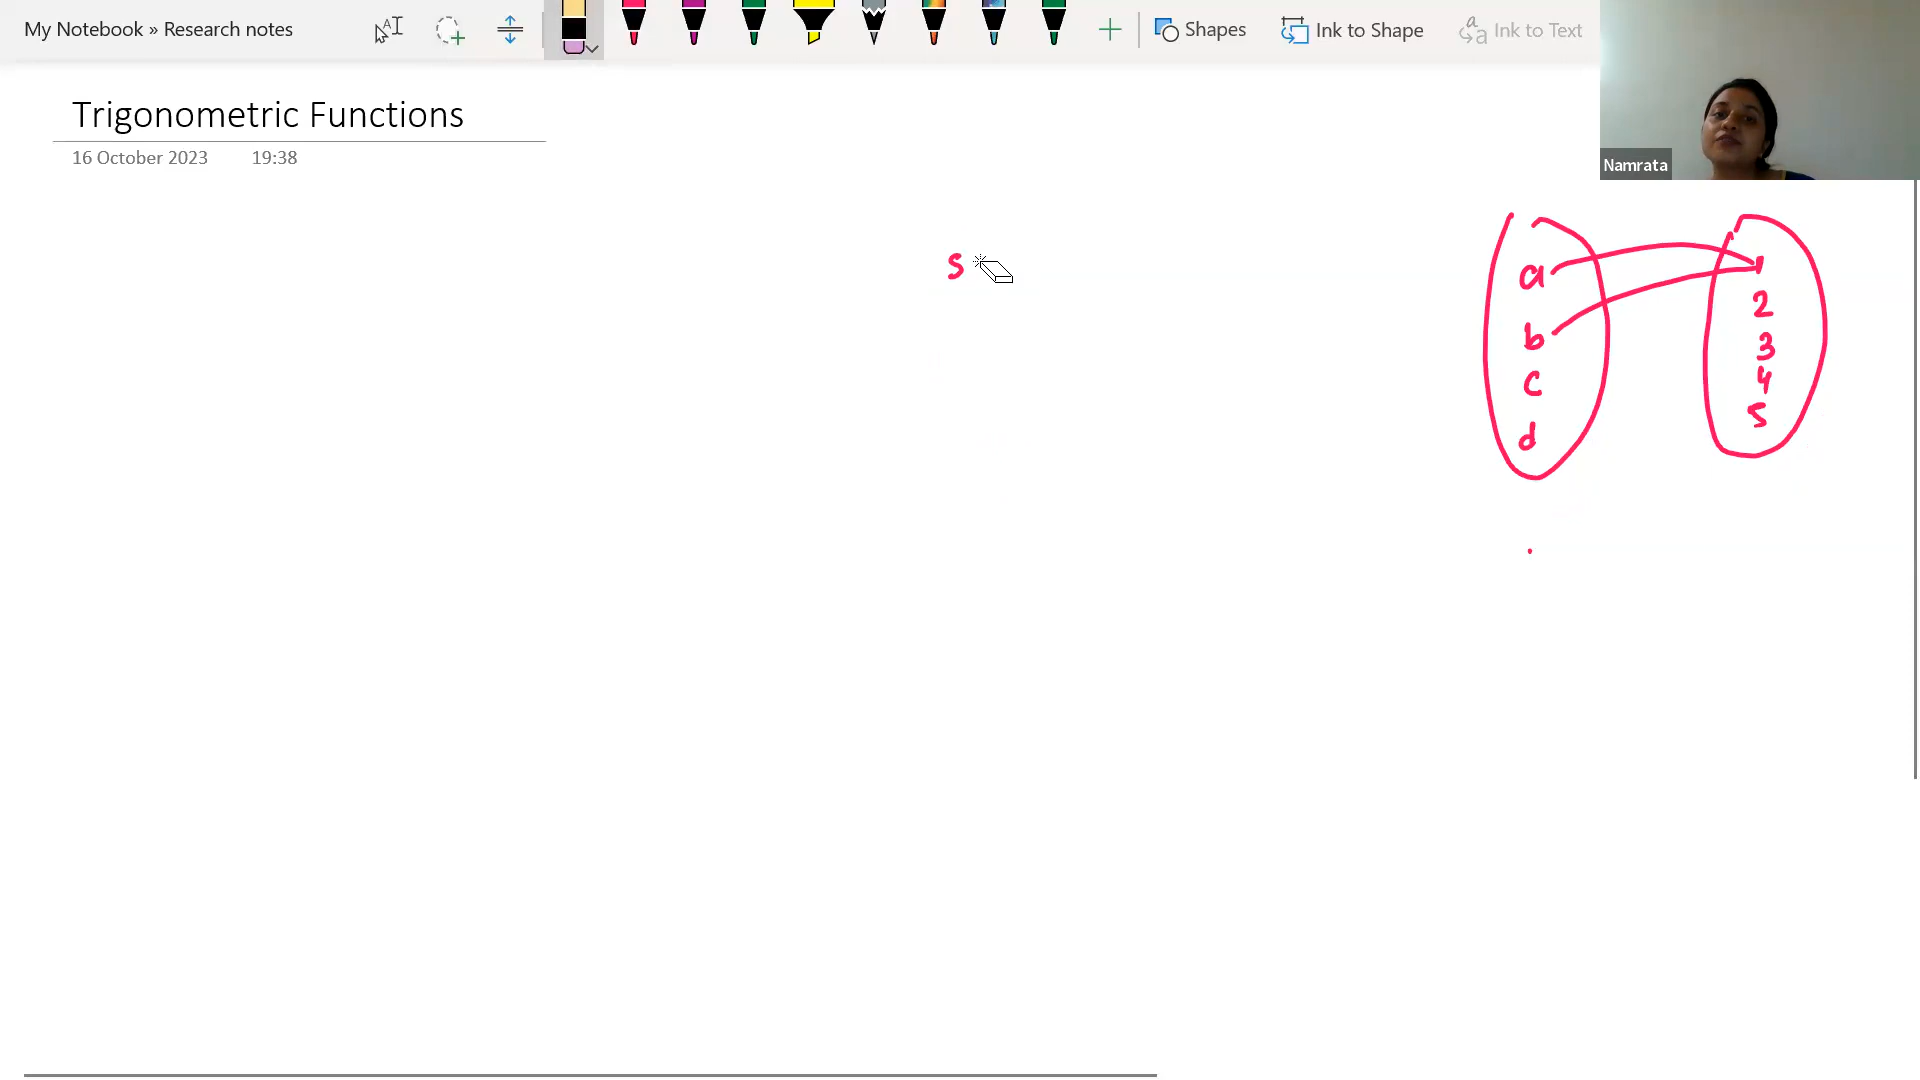 My Notebook » Research notes
Shapes
Ink to Shape
Ink to Text
Namrata
Trigonometric Functions
16 October 2023 19:38
S
a
b
c
d
1
2
3
4
5